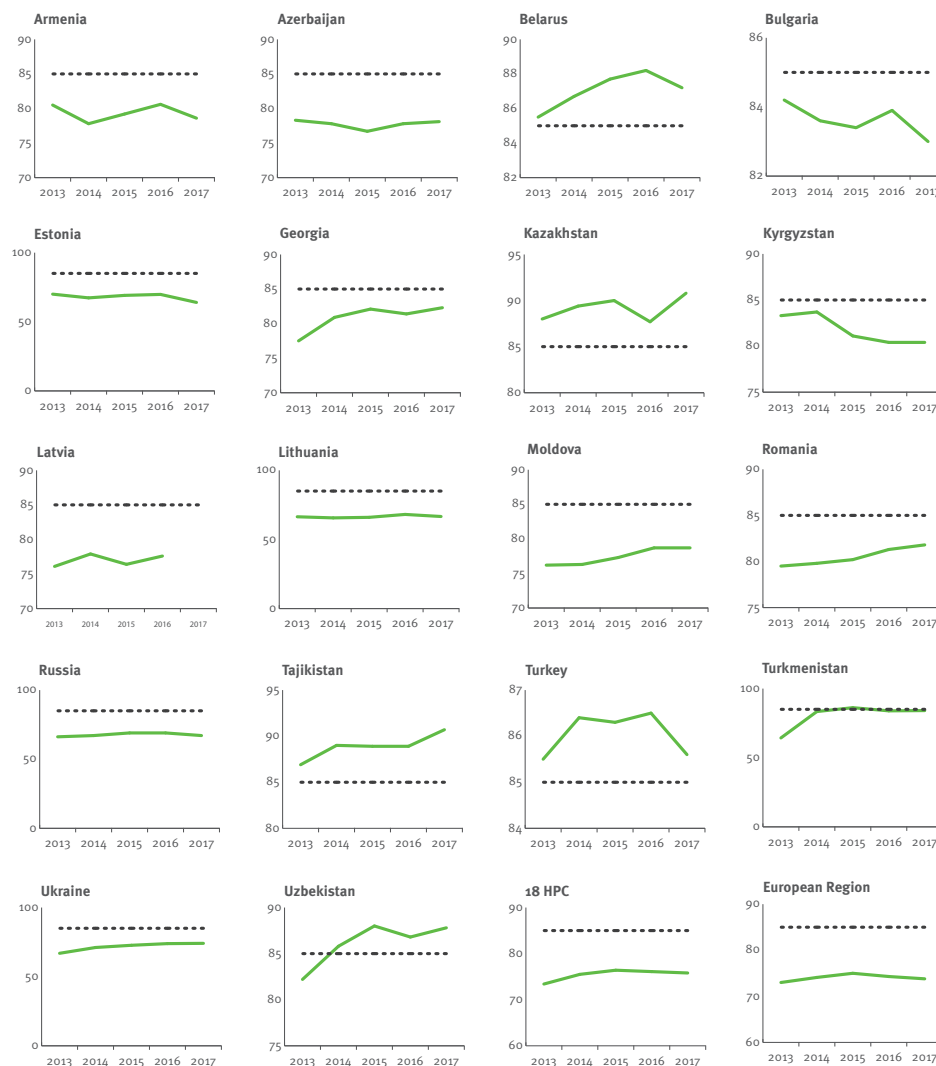 Armenia
90
85
80
75
70
2013 2014 2015 2016 2017
Azerbaijan
90
85
80
75
70
2013 2014 2015 2016 2017
Belarus
90
88
86
84
82
2013 2014 2015 2016 2017
Bulgaria
86
84
82
2013 2014 2015 2016 2017
Estonia
100
50
0
2013 2014 2015 2016 2017
Georgia
90
85
80
75
70
2013 2014 2015 2016 2017
Kazakhstan
95
90
85
80
2013 2014 2015 2016 2017
Kyrgyzstan
90
85
80
75
2013 2014 2015 2016 2017
Latvia
90
85
80
75
70
2013 2014 2015 2016 2017
Lithuania
100
50
0
2013 2014 2015 2016 2017
Moldova
90
85
80
75
70
2013 2014 2015 2016 2017
Romania
90
85
80
75
2013 2014 2015 2016 2017
Russia
100
50
0
2013 2014 2015 2016 2017
Tajikistan
95
90
85
80
2013 2014 2015 2016 2017
Turkey
87
86
85
84
2013 2014 2015 2016 2017
Turkmenistan
100
50
0
2013 2014 2015 2016 2017
Ukraine
100
50
0
2013 2014 2015 2016 2017
Uzbekistan
90
85
80
75
2013 2014 2015 2016 2017
18 HPC
90
80
70
60
2013 2014 2015 2016 2017
European Region
90
80
70
60
2013 2014 2015 2016 2017